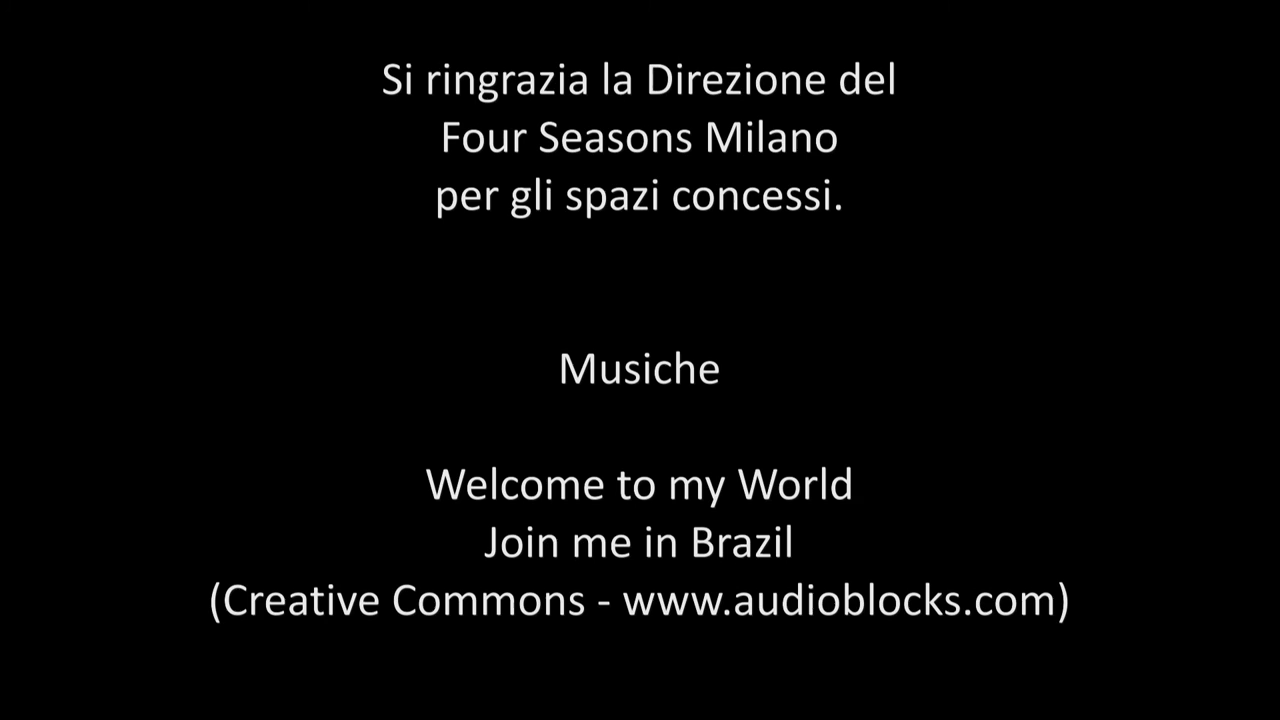 Si ringrazia la Direzione del
Four Seasons Milano
per gli spazi concessi.
Musiche
Welcome to my World
Join me in Brazil
(Creative Commons - www.audioblocks.com)